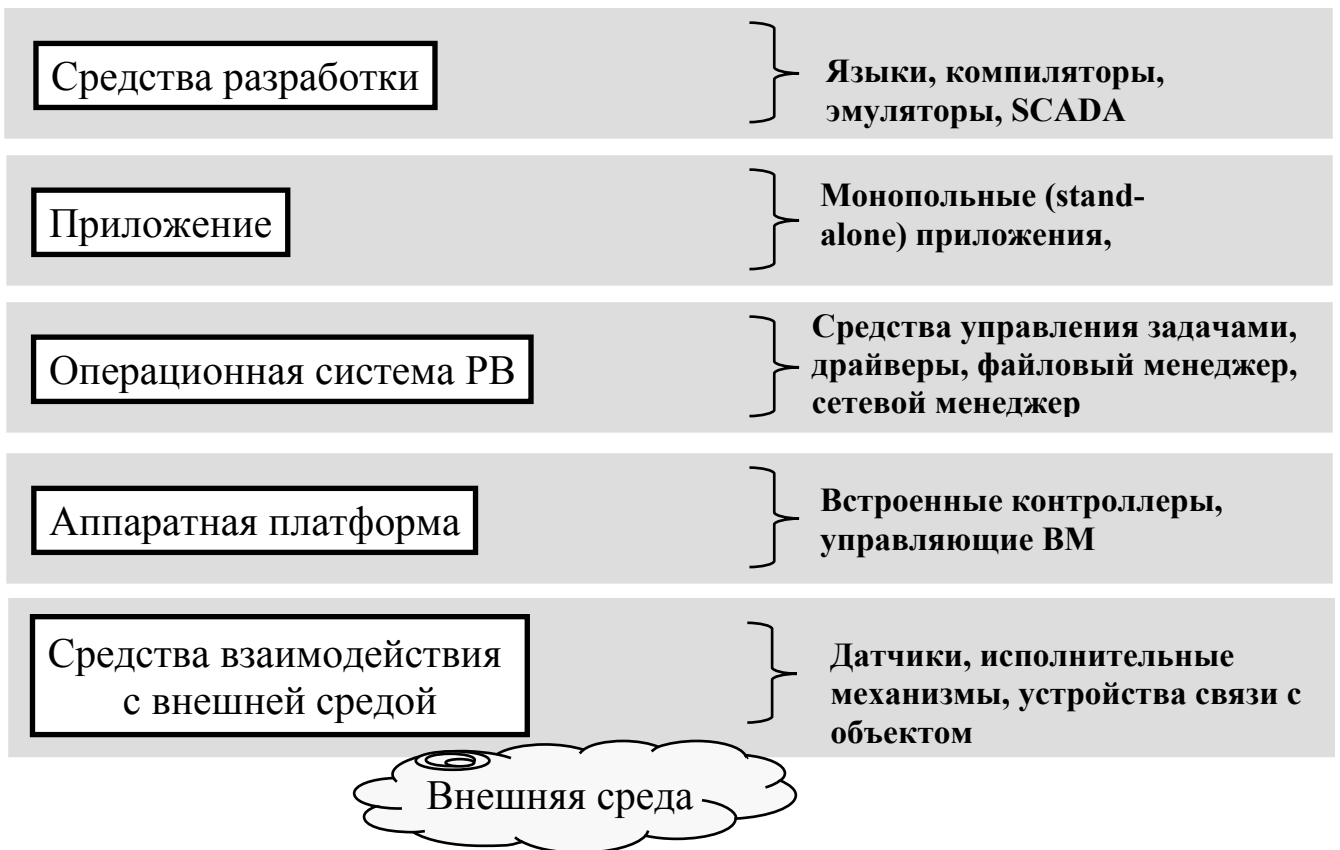 Средства разработки
Языки, компиляторы,
эмуляторы, SCADA
Приложение
Монопольные (stand-
alone) приложения,
Операционная система РВ
Средства управления задачами,
драйверы, файловый менеджер,
сетевой менеджер
Аппаратная платформа
Встроенные контроллеры,
управляющие ВМ
Средства взаимодействия
с внешней средой
Датчики, исполнительные
механизмы, устройства связи с
объектом
Внешняя среда